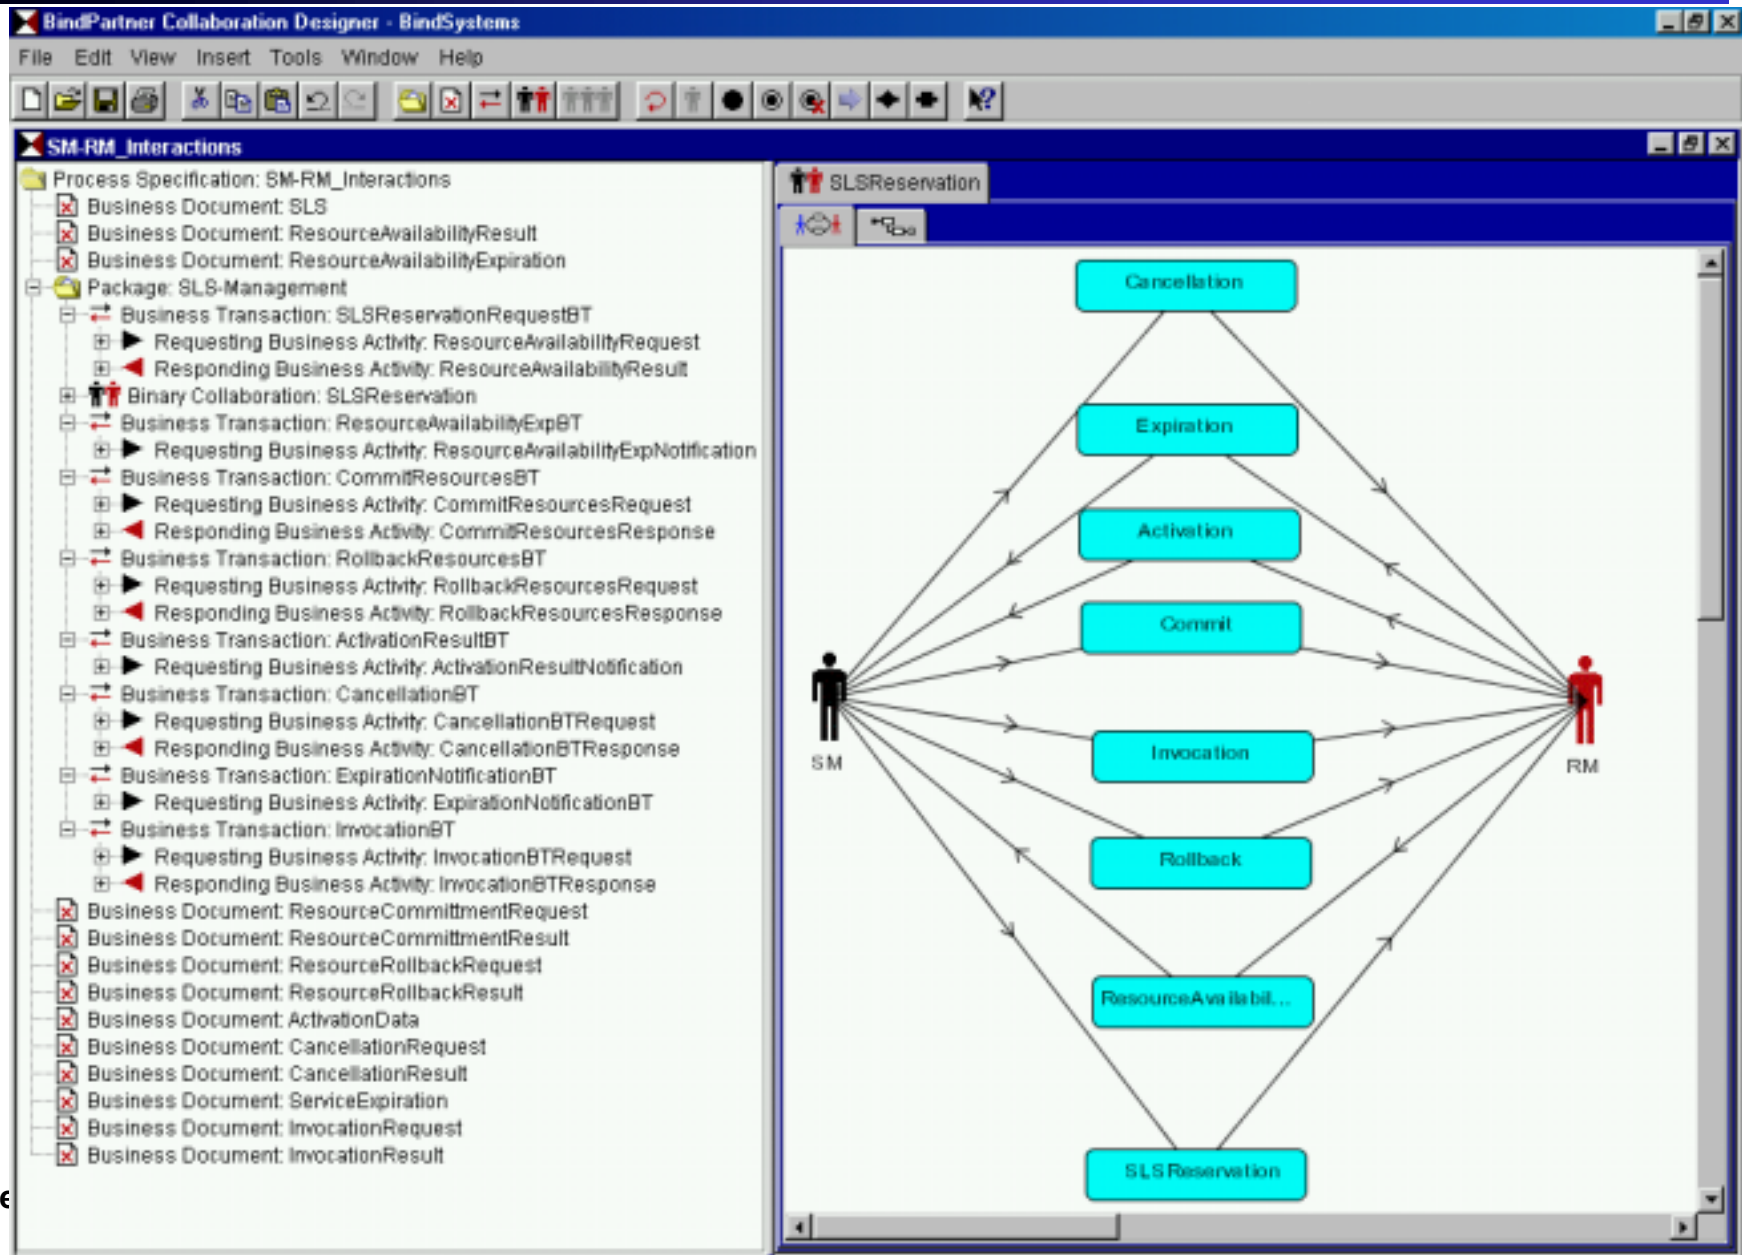 BindPartner Collaboration Designer - BindSystems
File Edit View Insert Tools Window Help
SM-RM_Interactions
Process Specification: SM-RM_Interactions
Business Document: SLS
Business Document: ResourceAvailabilityResult
Business Document: ResourceAvailabilityExpiration
Package: SLS-Management
Business Transaction: SLSReservationRequestBT
Requesting Business Activity: ResourceAvailabilityRequest
Responding Business Activity: ResourceAvailabilityResult
Binary Collaboration: SLSReservation
Business Transaction: ResourceAvailabilityExpBT
Requesting Business Activity: ResourceAvailabilityExpNotification
Business Transaction: CommitResourcesBT
Requesting Business Activity: CommitResourcesRequest
Responding Business Activity: CommitResourcesResponse
Business Transaction: RollbackResourcesBT
Requesting Business Activity: RollbackResourcesRequest
Responding Business Activity: RollbackResourcesResponse
Business Transaction: ActivationResultBT
Requesting Business Activity: ActivationResultNotification
Business Transaction: CancellationBT
Requesting Business Activity: CancellationBTRequest
Responding Business Activity: CancellationBTResponse
Business Transaction: ExpirationNotificationBT
Requesting Business Activity: ExpirationNotificationBT
Business Transaction: InvocationBT
Requesting Business Activity: InvocationBTRequest
Responding Business Activity: InvocationBTResponse
Business Document: ResourceCommittmentRequest
Business Document: ResourceCommittmentResult
Business Document: ResourceRollbackRequest
Business Document: ResourceRollbackResult
Business Document: ActivationData
Business Document: CancellationRequest
Business Document: CancellationResult
Business Document: ServiceExpiration
Business Document: InvocationRequest
Business Document: InvocationResult
e
SLSReservation
Cancellation
Expiration
Activation
Commit
SM
RM
Invocation
Rollback
ResourceAvailabil...
SLSReservation